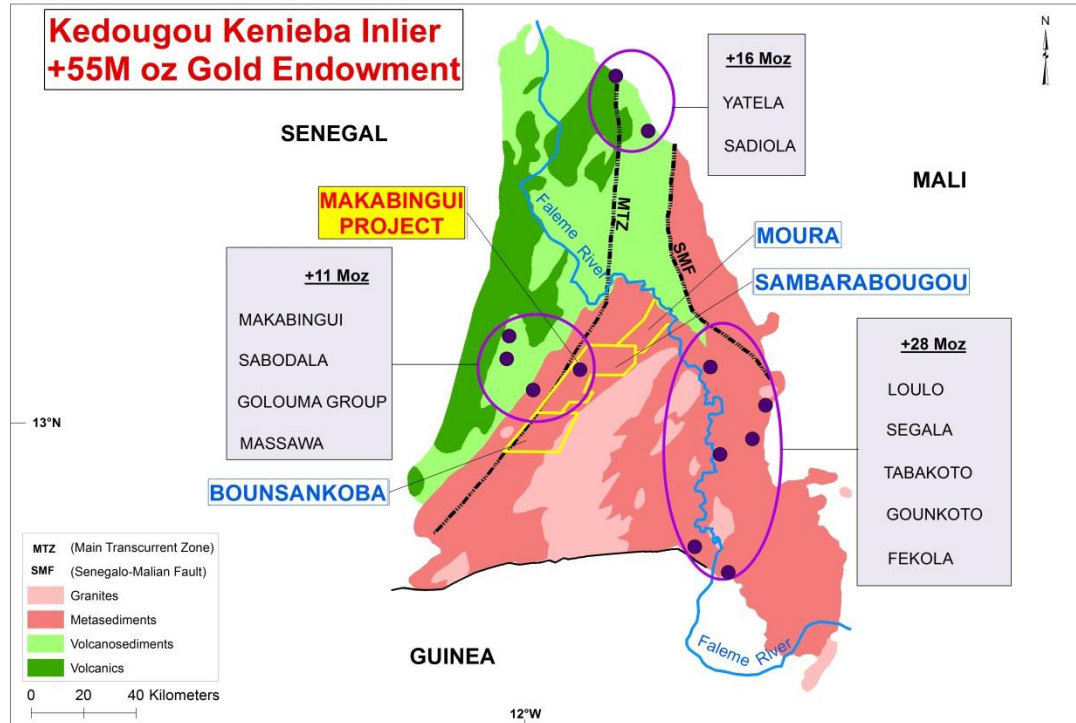 Kedougou Kenieba Inlier
+55M oz Gold Endowment
N
+16 Moz
YATELA
SADIOLA
SENEGAL
MALI
MAKABINGUI
PROJECT
Faleme River
MTZ
SMF
MOURA
SAMBARABOUGOU
+11 Moz
MAKABINGUI
SABODALA
GOLOUMA GROUP
MASSAWA
+28 Moz
LOULO
SEGALA
TABAKOTO
GOUNKOTO
FEKOLA
13°N
BOUNSANKOBA
MTZ (Main Transcurrent Zone)
SMF (Senegalo-Malian Fault)
Granites
Metasediments
Volcanosediments
Volcanics
0 20 40 Kilometers
GUINEA
Faleme River
12°W